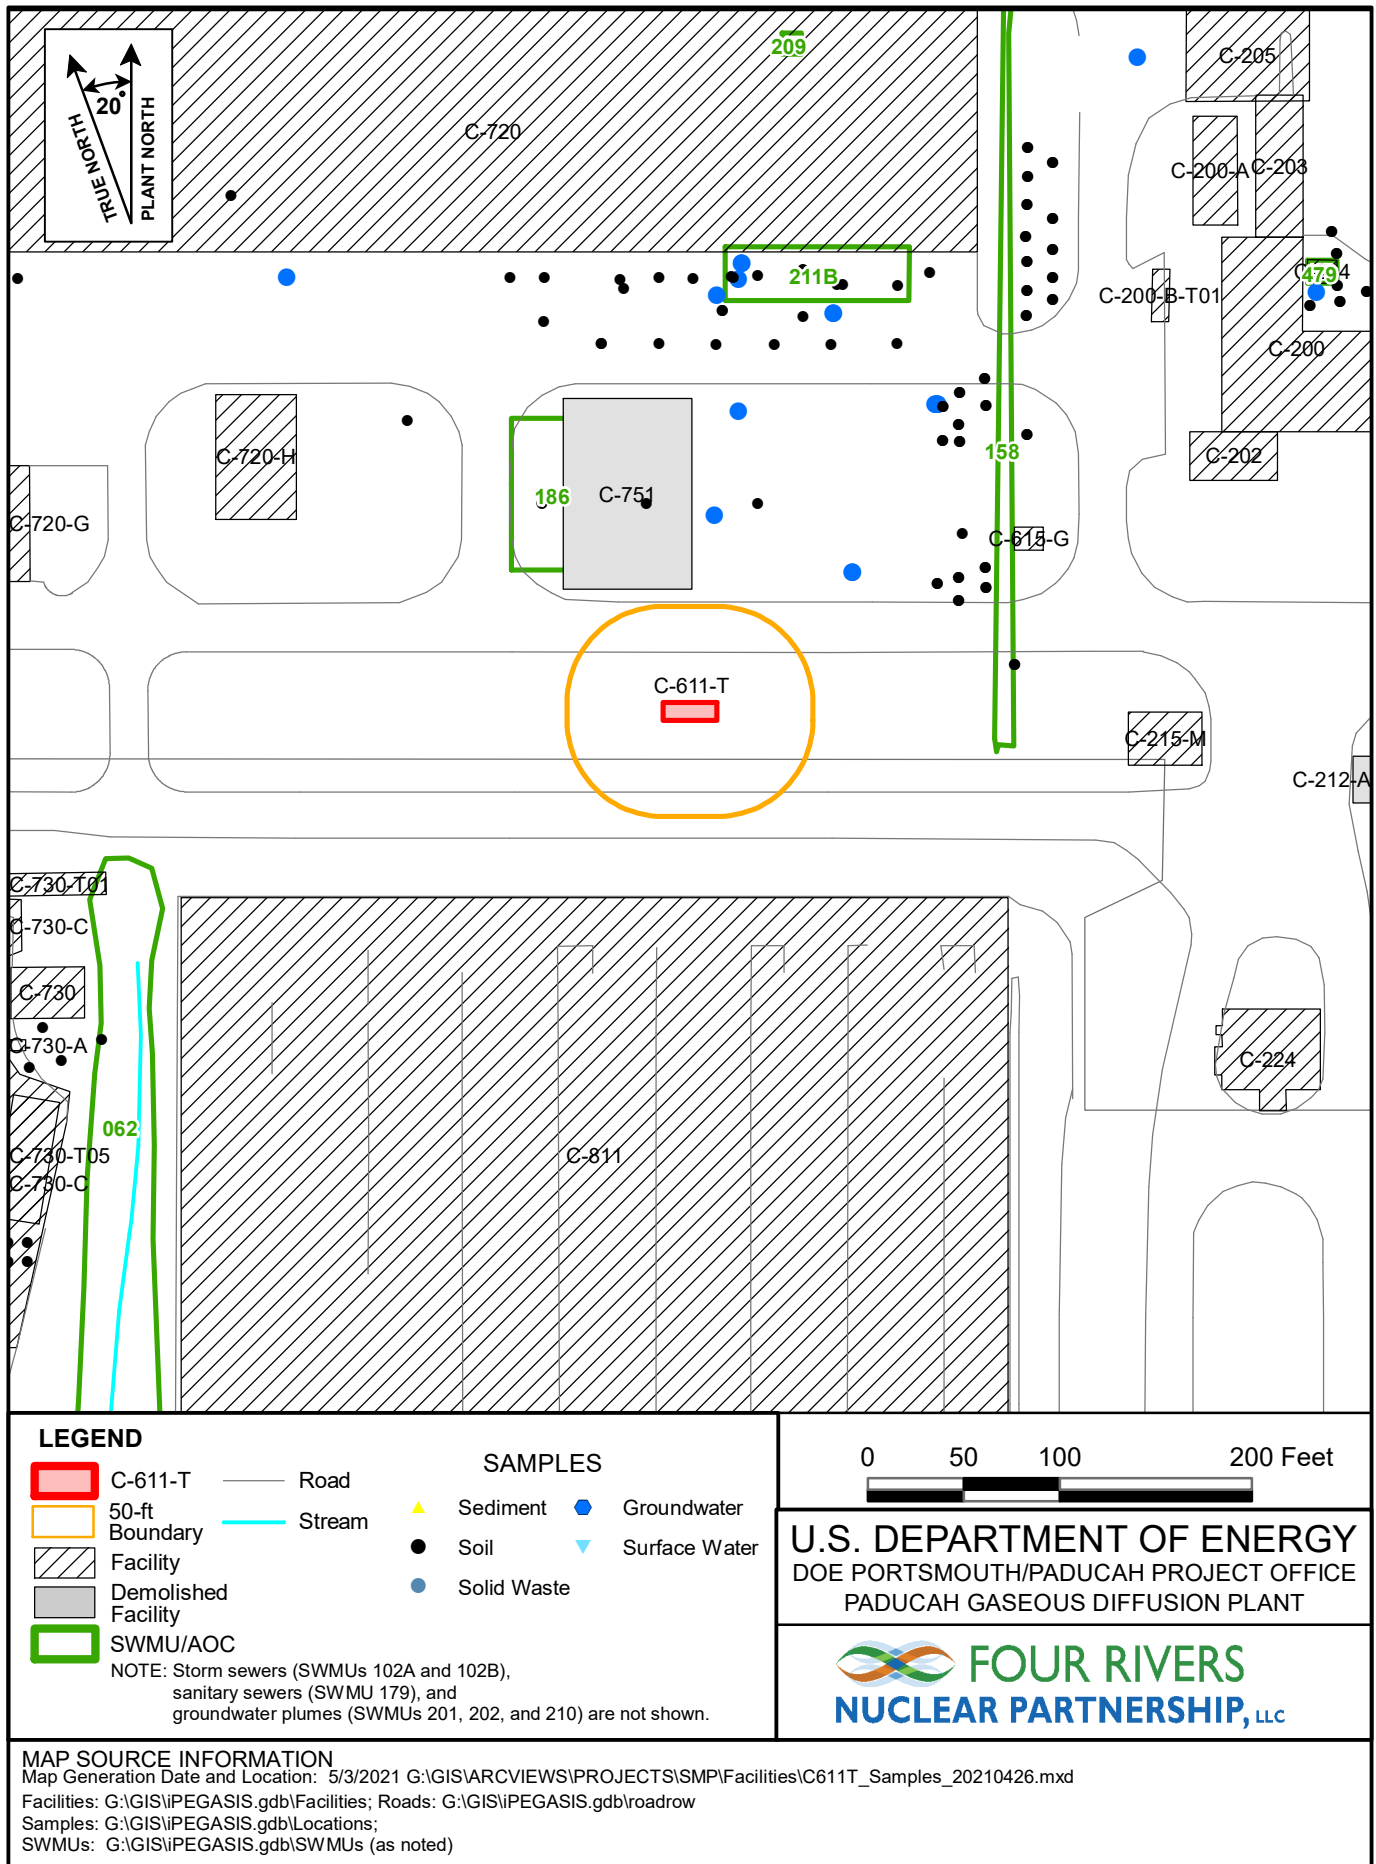 TRUE NORTH
20°
PLANT NORTH
209
C-720
C-205
C-200-A
C-203
211B
479
C-200-B-T01
C-200
C-720-H
158
C-202
186
C-751
C-720-G
C-615-G
C-611-T
C-215-M
C-212-A
C-730-T01
C-730-C
C-730
C-730-A
C-224
062
C-730-T05
C-811
C-730-C
LEGEND
C-611-T
50-ft
Boundary
Facility
Demolished
Facility
SWMU/AOC
Road
Stream
SAMPLES
Sediment
Soil
Solid Waste
Groundwater
Surface Water
NOTE: Storm sewers (SWMUs 102A and 102B),
sanitary sewers (SWMU 179), and
groundwater plumes (SWMUs 201, 202, and 210) are not shown.
0 50 100 200 Feet
U.S. DEPARTMENT OF ENERGY
DOE PORTSMOUTH/PADUCAH PROJECT OFFICE
PADUCAH GASEOUS DIFFUSION PLANT
FOUR RIVERS
NUCLEAR PARTNERSHIP, LLC
MAP SOURCE INFORMATION
Map Generation Date and Location: 5/3/2021 G:\GIS\ARCVIEWS\PROJECTS\SMP\Facilities\C611T_Samples_20210426.mxd
Facilities: G:\GIS\iPEGASIS.gdb\Facilities; Roads: G:\GIS\iPEGASIS.gdb\roadrow
Samples: G:\GIS\iPEGASIS.gdb\Locations;
SWMUs: G:\GIS\iPEGASIS.gdb\SWMUs (as noted)